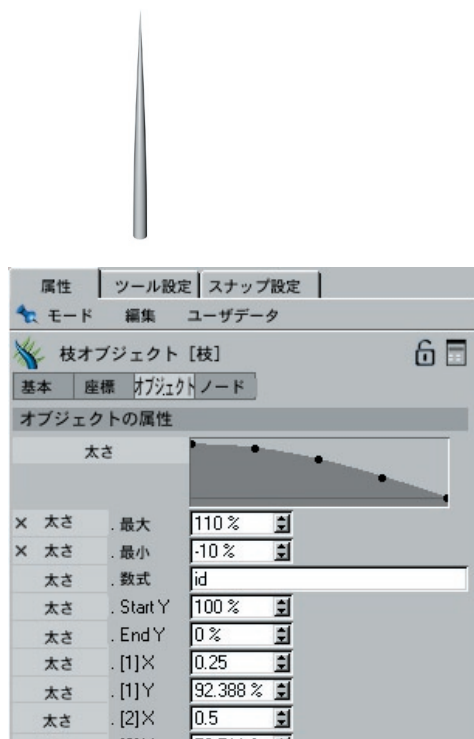 属性 ツール設定 スナップ設定
モード 編集 ユーザデータ
枝オブジェクト [枝]
基本 座標 オブジェクト ノード
オブジェクトの属性
太さ
× 太さ . 最大 110 %
× 太さ . 最小 -10 %
太さ . 数式 id
太さ . Start Y 100 %
太さ . End Y 0 %
太さ . [1] X 0.25
太さ . [1] Y 92.388 %
太さ . [2] X 0.5